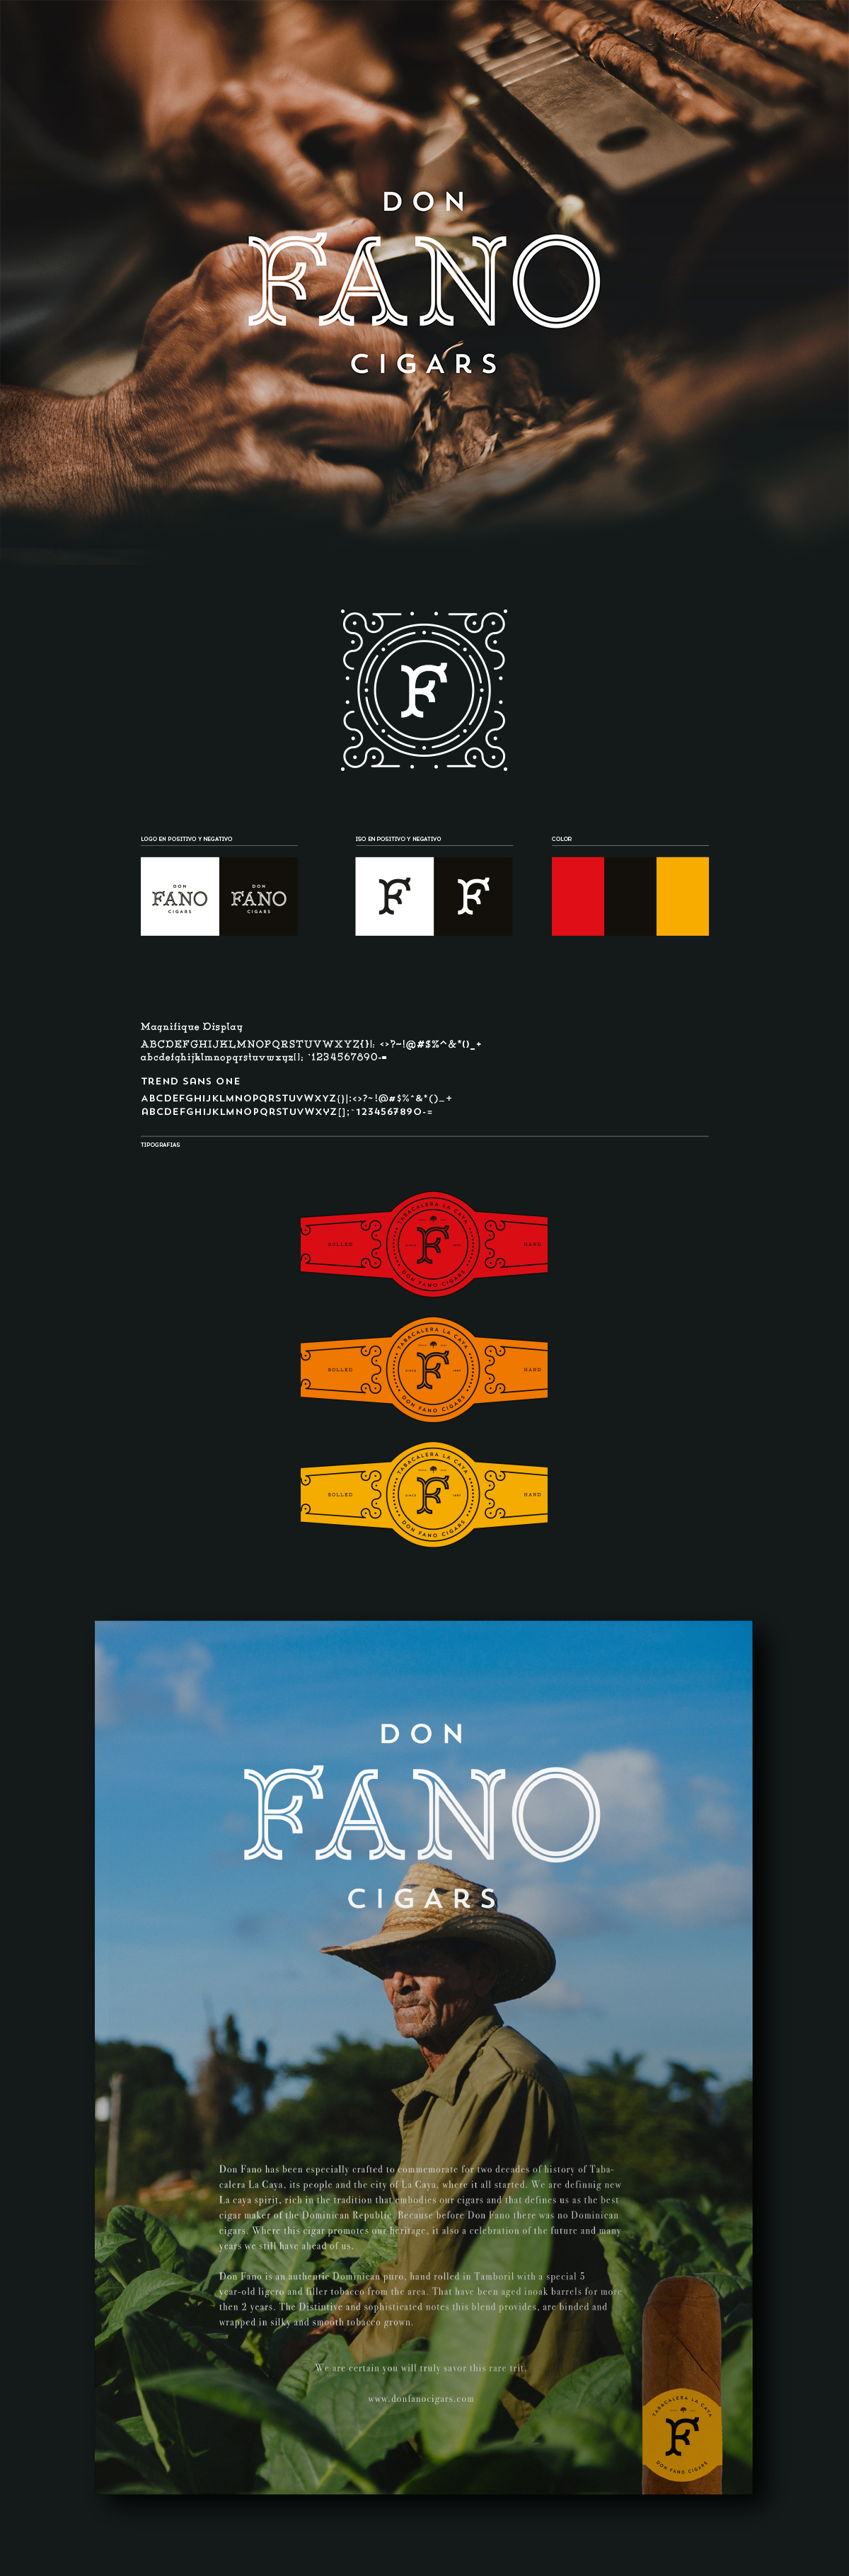 DON
FANO
CIGARS
F
LOGO EN POSITIVO Y NEGATIVO
ISO EN POSITIVO Y NEGATIVO
COLOR
DON
FANO
CIGARS
DON
FANO
CIGARS
F
F
Magnifique Display
ABCDEFGHIJKLMNOPQRSTUVWXYZ{}|: <>?~!@#$%^&*()_+
abcdefghijklmnopqrstuvwxyz[]; `1234567890-=
TREND SANS ONE
ABCDEFGHIJKLMNOPQRSTUVWXYZ{}|:<>?~!@#$%^&*()_+
ABCDEFGHIJKLMNOPQRSTUVWXYZ[];`1234567890-=
TIPOGRAFIAS
TABACALERA LA CAYA
ROLLED
SINCE
F
HAND
DON FANO CIGARS
TABACALERA LA CAYA
ROLLED
SINCE
F
HAND
DON FANO CIGARS
TABACALERA LA CAYA
ROLLED
SINCE
F
HAND
DON FANO CIGARS
DON
FANO
CIGARS
Don Fano has been especially crafted to commemorate for two decades of history of Taba-
calera La Caya, its people and the city of La Caya, where it all started. We are definnig new
La caya spirit, rich in the tradition that embodies our cigars and that defines us as the best
cigar maker of the Dominican Republic. Because before Don Fano there was no Dominican
cigars. Where this cigar promotes our heritage, it also a celebration of the future and many
years we still have ahead of us.
Don Fano is an authentic Dominican puro, hand rolled in Tamboril with a special 5
year-old ligero and filler tobacco from the area. That have been aged inoak barrels for more
then 2 years. The Distintive and sophisticated notes this blend provides, are binded and
wrapped in silky and smooth tobacco grown.
We are certain you will truly savor this rare trit.
www.donfanocigars.com
TABACALERA LA CAYA
F
DON FANO CIGARS